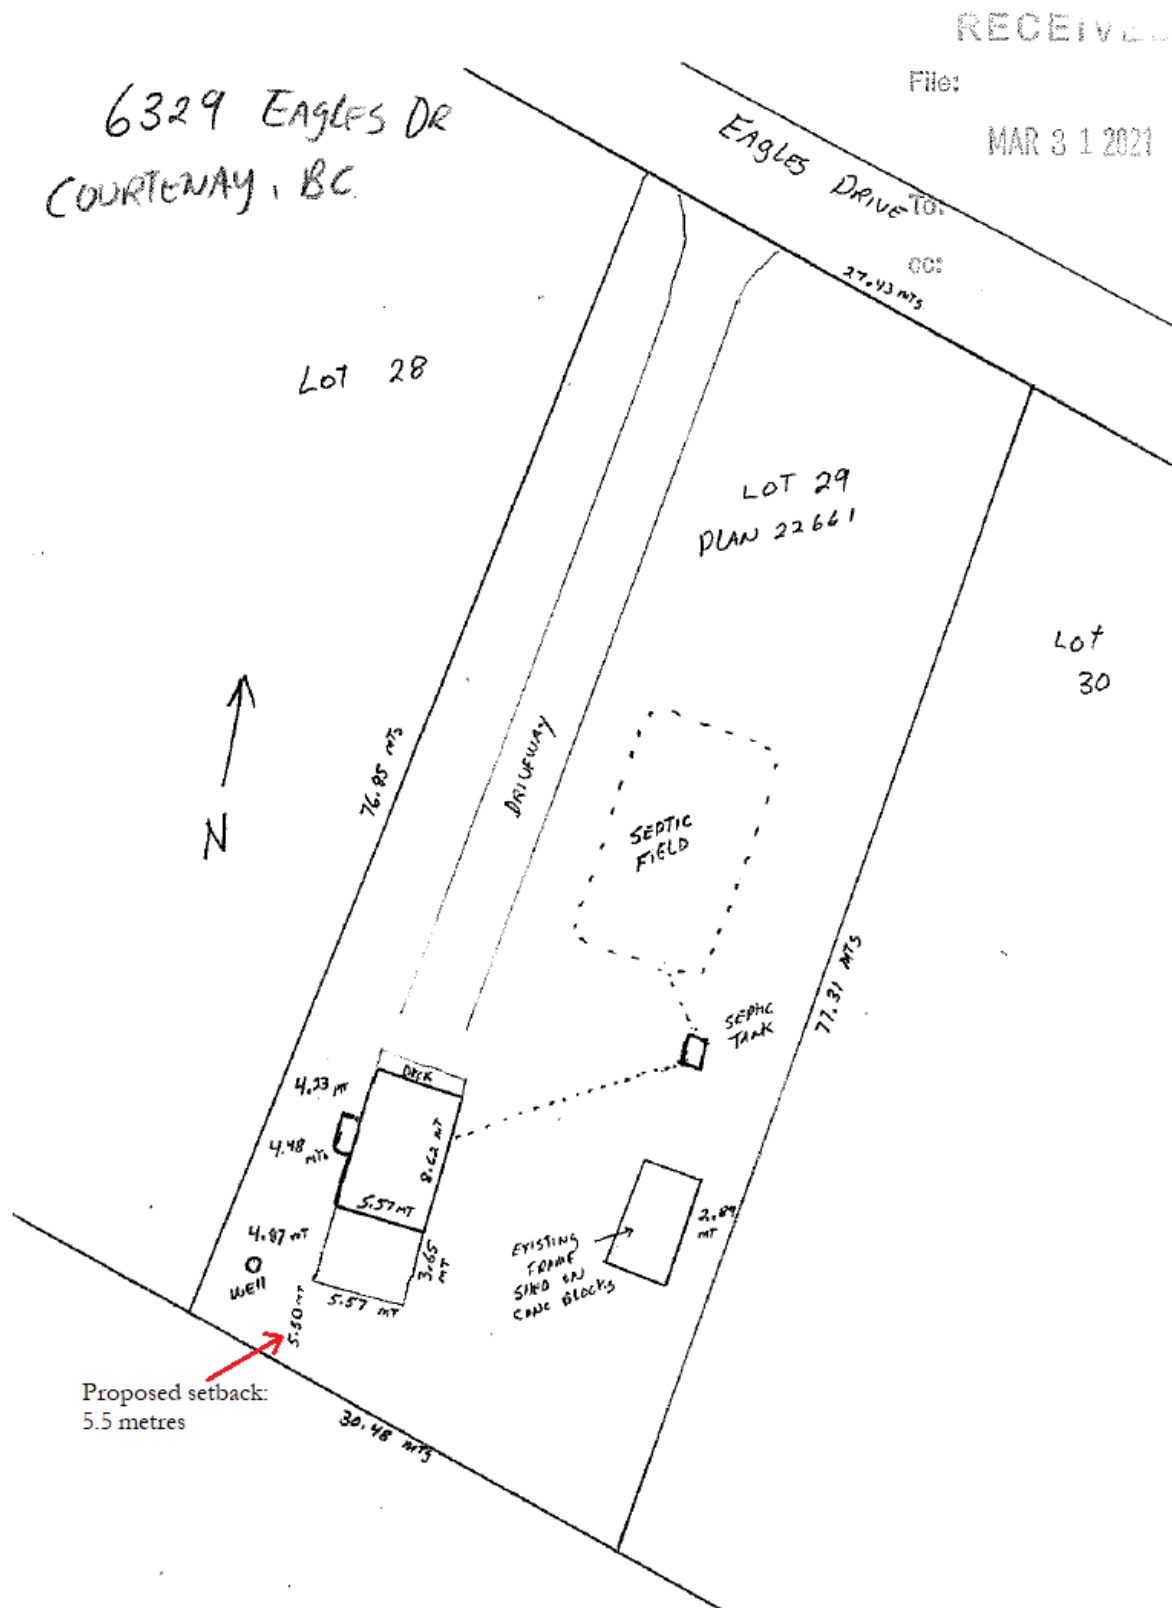 RECEIVE
File:
MAR 31 2021
To:
cc:
6329 EAGLES DR
COURTENAY, BC
EAGLES DRIVE
27.43 MTS
LOT 28
LOT 29
PLAN 22661
LOT
30
76.85 MTS
DRIVEWAY
N
SEPTIC
FIELD
77.31 MTS
SEPTIC
TANK
DECK
4.23 MT
4.48
MTS
8.62 MT
5.57 MT
4.87 MT
WEll
3.65
MT
5.57 MT
5.50 MT
EXISTING
FRAME
SHED ON
CONC BLOCKS
2.89
MT
Proposed setback:
5.5 metres
30.48 MTS